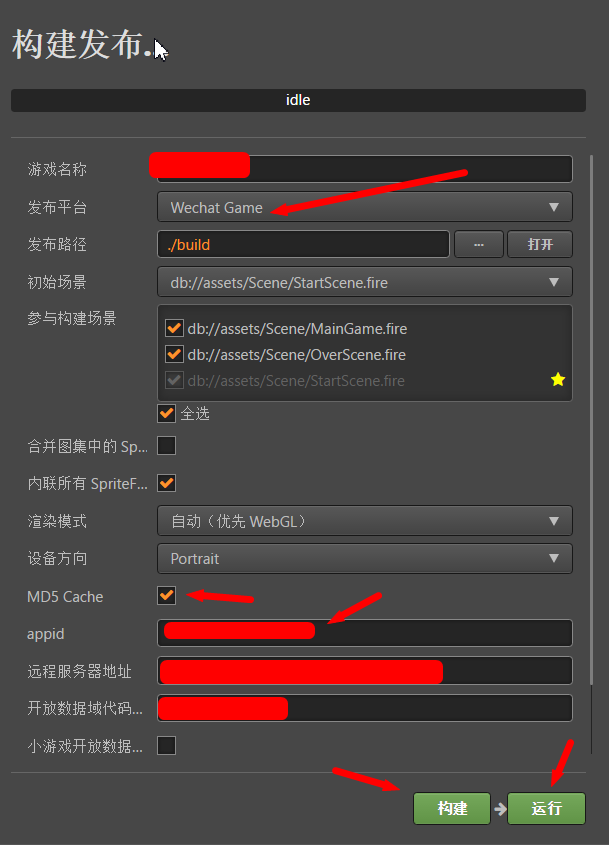 构建发布...
idle
游戏名称
发布平台 Wechat Game
发布路径 ./build ... 打开
初始场景 db://assets/Scene/StartScene.fire
参与构建场景
db://assets/Scene/MainGame.fire
db://assets/Scene/OverScene.fire
db://assets/Scene/StartScene.fire
全选
合并图集中的 Sp...
内联所有 SpriteF...
渲染模式 自动（优先 WebGL）
设备方向 Portrait
MD5 Cache
appid
远程服务器地址
开放数据域代码...
小游戏开放数据...
构建 运行